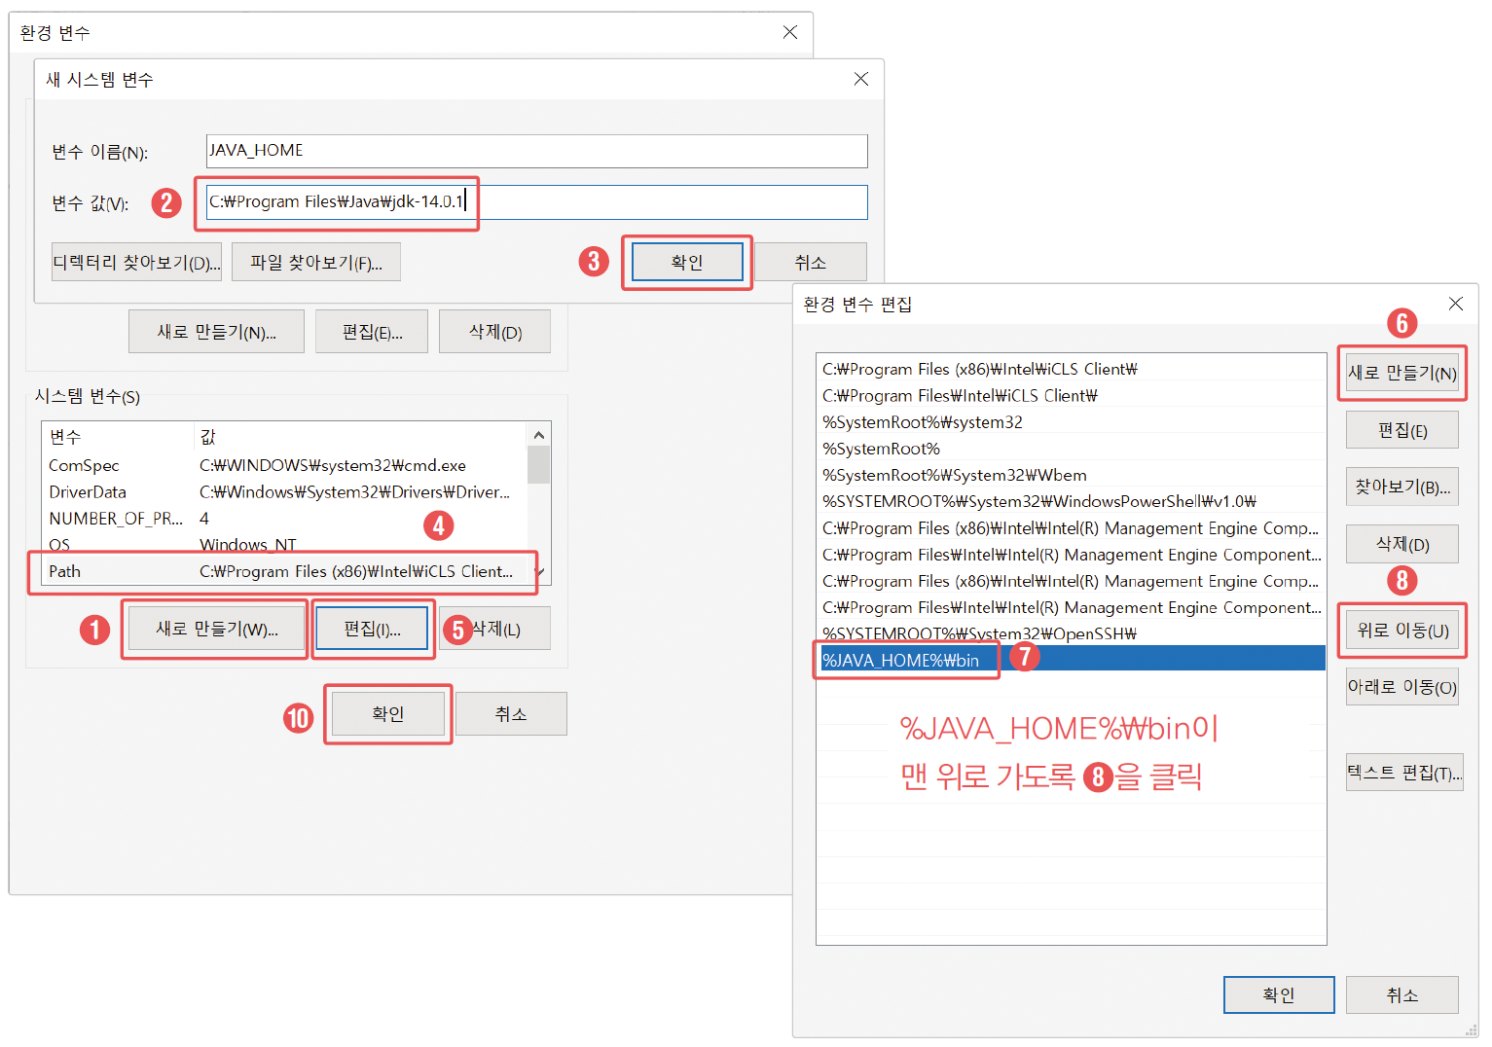 환경 변수
새 시스템 변수
변수 이름(N):
JAVA_HOME
변수 값(V):
2
C:₩Program Files₩Java₩jdk-14.0.1
디렉터리 찾아보기(D)...
파일 찾아보기(F)...
3
확인
취소
새로 만들기(N)...
편집(E)...
삭제(D)
시스템 변수(S)
변수 값
ComSpec C:₩WINDOWS₩system32₩cmd.exe
DriverData C:₩Windows₩System32₩Drivers₩Driver...
NUMBER_OF_PR... 4
4
OS Windows_NT
Path C:₩Program Files (x86)₩Intel₩iCLS Client...
1
새로 만들기(W)...
편집(I)...
5
삭제(L)
10
확인
취소
환경 변수 편집
6
C:₩Program Files (x86)₩Intel₩iCLS Client₩
C:₩Program Files₩Intel₩iCLS Client₩
%SystemRoot%₩system32
%SystemRoot%
%SystemRoot%₩System32₩Wbem
%SYSTEMROOT%₩System32₩WindowsPowerShell₩v1.0₩
C:₩Program Files (x86)₩Intel₩Intel(R) Management Engine Comp...
C:₩Program Files₩Intel₩Intel(R) Management Engine Component...
C:₩Program Files (x86)₩Intel₩Intel(R) Management Engine Comp...
C:₩Program Files₩Intel₩Intel(R) Management Engine Component...
%SYSTEMROOT%₩System32₩OpenSSH₩
%JAVA_HOME%₩bin
7
%JAVA_HOME%₩bin이
맨 위로 가도록 8을 클릭
새로 만들기(N)
편집(E)
찾아보기(B)...
삭제(D)
8
위로 이동(U)
아래로 이동(O)
텍스트 편집(T)...
확인
취소